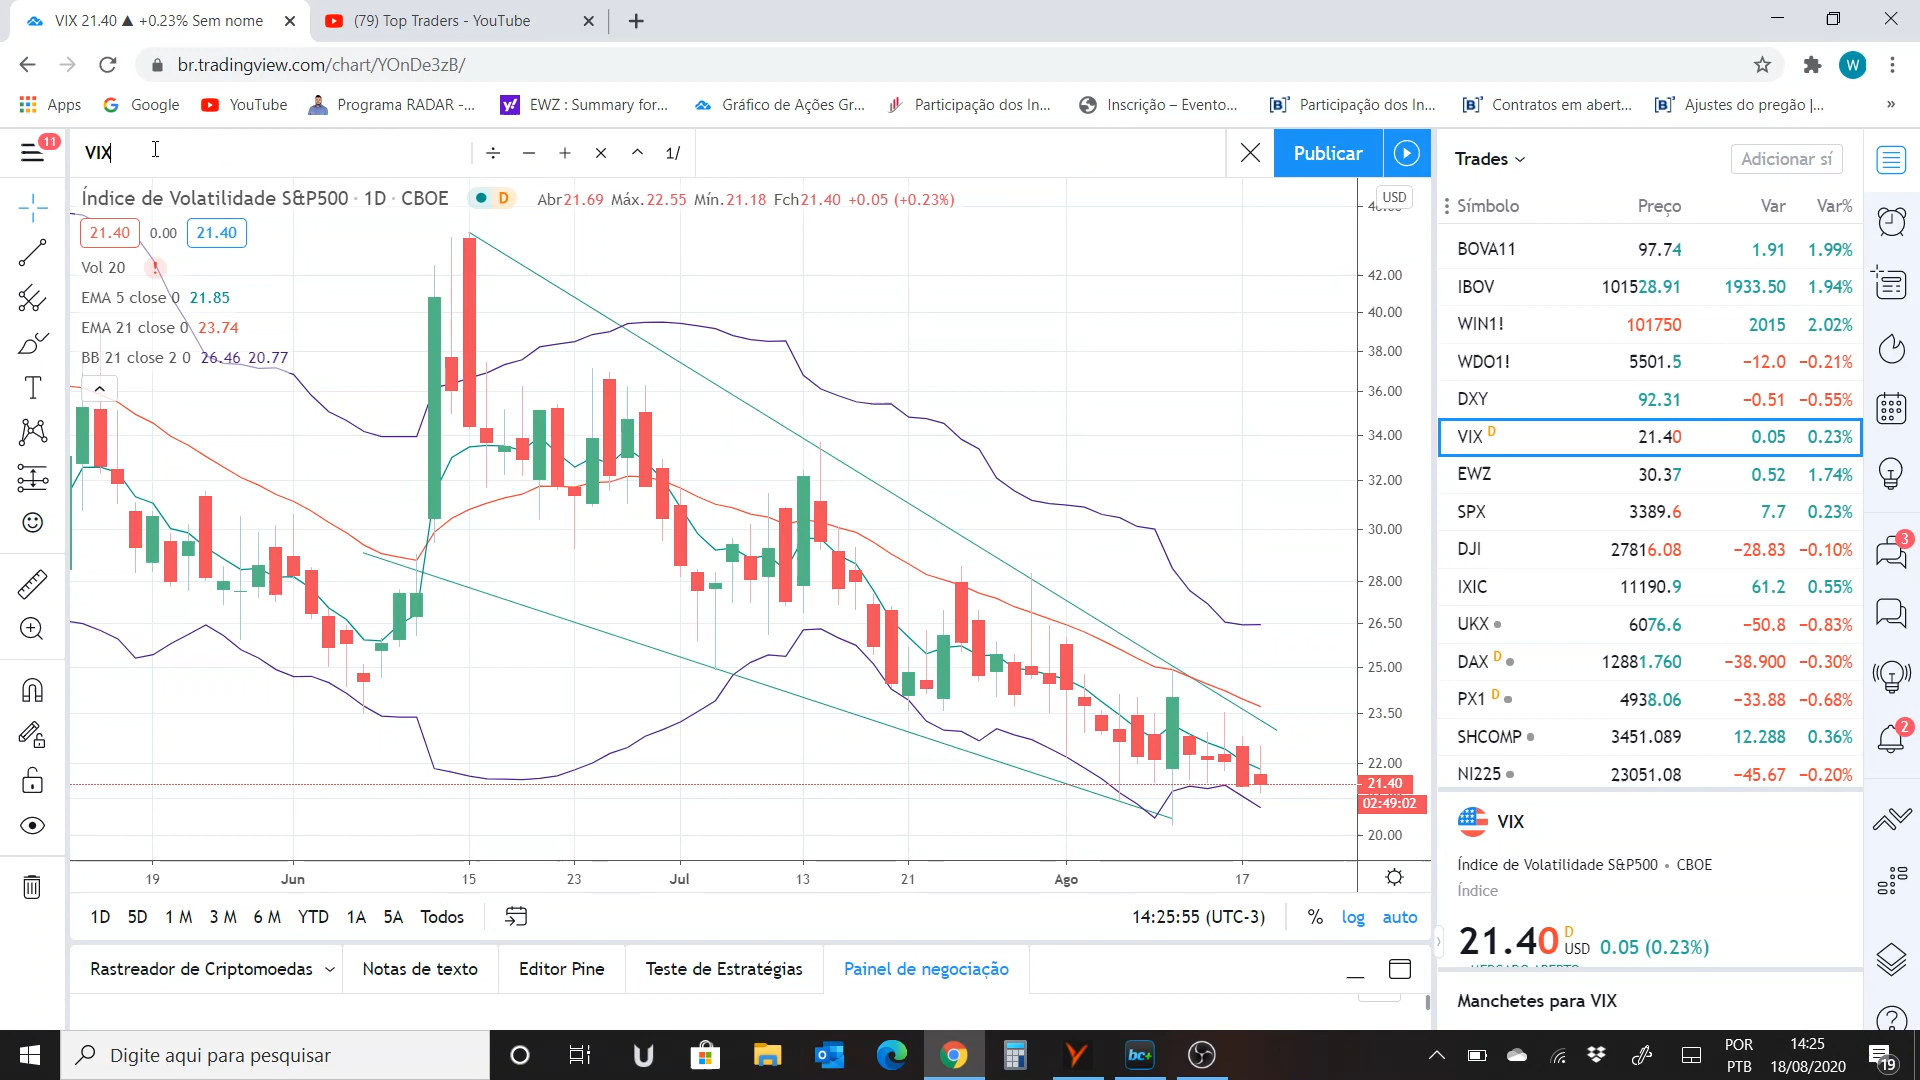 VIX 21.40 ▲ +0.23% Sem nome
(79) Top Traders - YouTube
br.tradingview.com/chart/YOnDe3zB/
W
Apps
Google
YouTube
Programa RADAR -...
EWZ : Summary for...
Gráfico de Ações Gr...
Participação dos In...
Inscrição – Evento...
Participação dos In...
Contratos em abert...
Ajustes do pregão |...
»
11
VIX
÷ − + × ^ 1/
Publicar
Trades
Adicionar sí
Índice de Volatilidade S&P500 · 1D · CBOE
D
Abr21.69 Máx.22.55 Mín.21.18 Fch21.40 +0.05 (+0.23%)
USD
21.40 0.00 21.40
Vol 20
EMA 5 close 0 21.85
EMA 21 close 0 23.74
BB 21 close 2 0 26.46 20.77
42.00
40.00
38.00
36.00
34.00
32.00
30.00
28.00
26.50
25.00
23.50
22.00
21.40
02:49:02
20.00
19 Jun 15 23 Jul 13 21 Ago 17
1D 5D 1 M 3 M 6 M YTD 1A 5A Todos
14:25:55 (UTC-3)
% log auto
Rastreador de Criptomoedas
Notas de texto
Editor Pine
Teste de Estratégias
Painel de negociação
Símbolo Preço Var Var%
BOVA11 97.74 1.91 1.99%
IBOV 101528.91 1933.50 1.94%
WIN1! 101750 2015 2.02%
WDO1! 5501.5 −12.0 −0.21%
DXY 92.31 −0.51 −0.55%
VIX D 21.40 0.05 0.23%
EWZ 30.37 0.52 1.74%
SPX 3389.6 7.7 0.23%
DJI 27816.08 −28.83 −0.10%
IXIC 11190.9 61.2 0.55%
UKX 6076.6 −50.8 −0.83%
DAX D 12881.760 −38.900 −0.30%
PX1 D 4938.06 −33.88 −0.68%
SHCOMP 3451.089 12.288 0.36%
NI225 23051.08 −45.67 −0.20%
VIX
Índice de Volatilidade S&P500 • CBOE
Índice
21.40 D USD 0.05 (0.23%)
Manchetes para VIX
3
2
Digite aqui para pesquisar
bc+
POR
PTB
14:25
18/08/2020
19